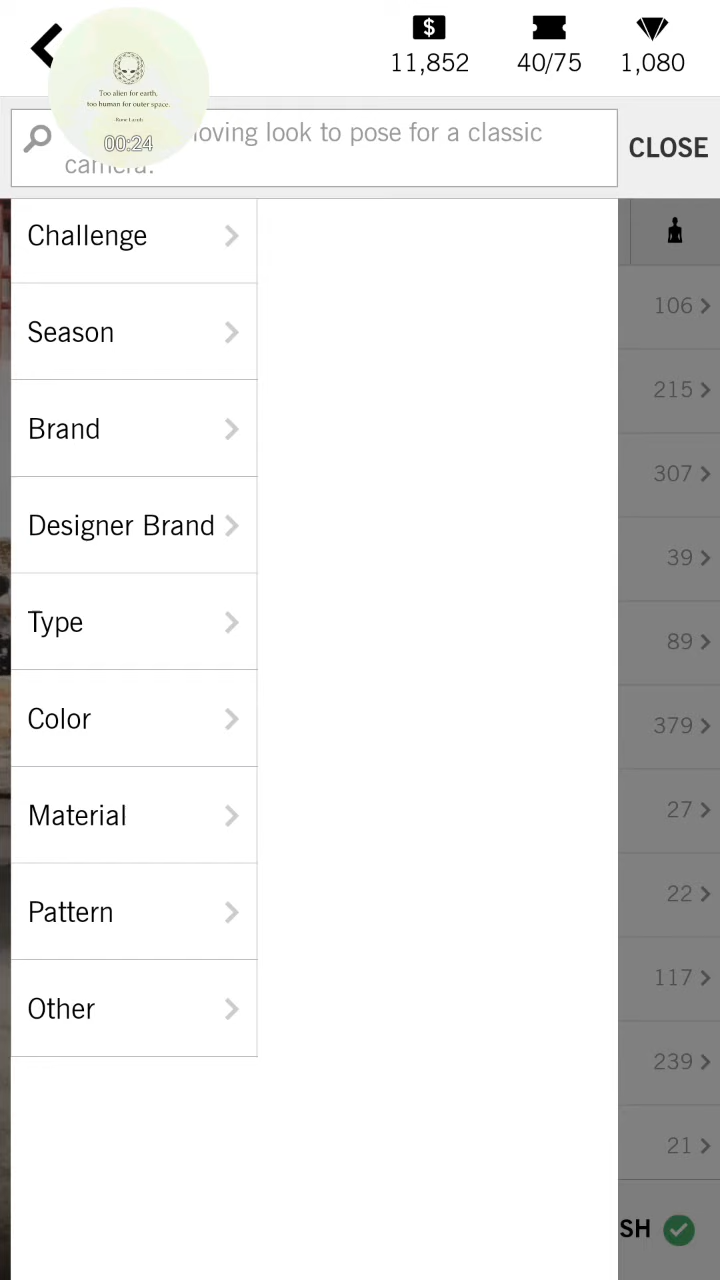 11,852
40/75
1,080
Too alien for earth,
too human for outer space.
00:24
oving look to pose for a classic
camera.
CLOSE
Challenge
106
Season
215
Brand
307
Designer Brand
39
Type
89
Color
379
Material
27
22
Pattern
117
Other
239
21
SH